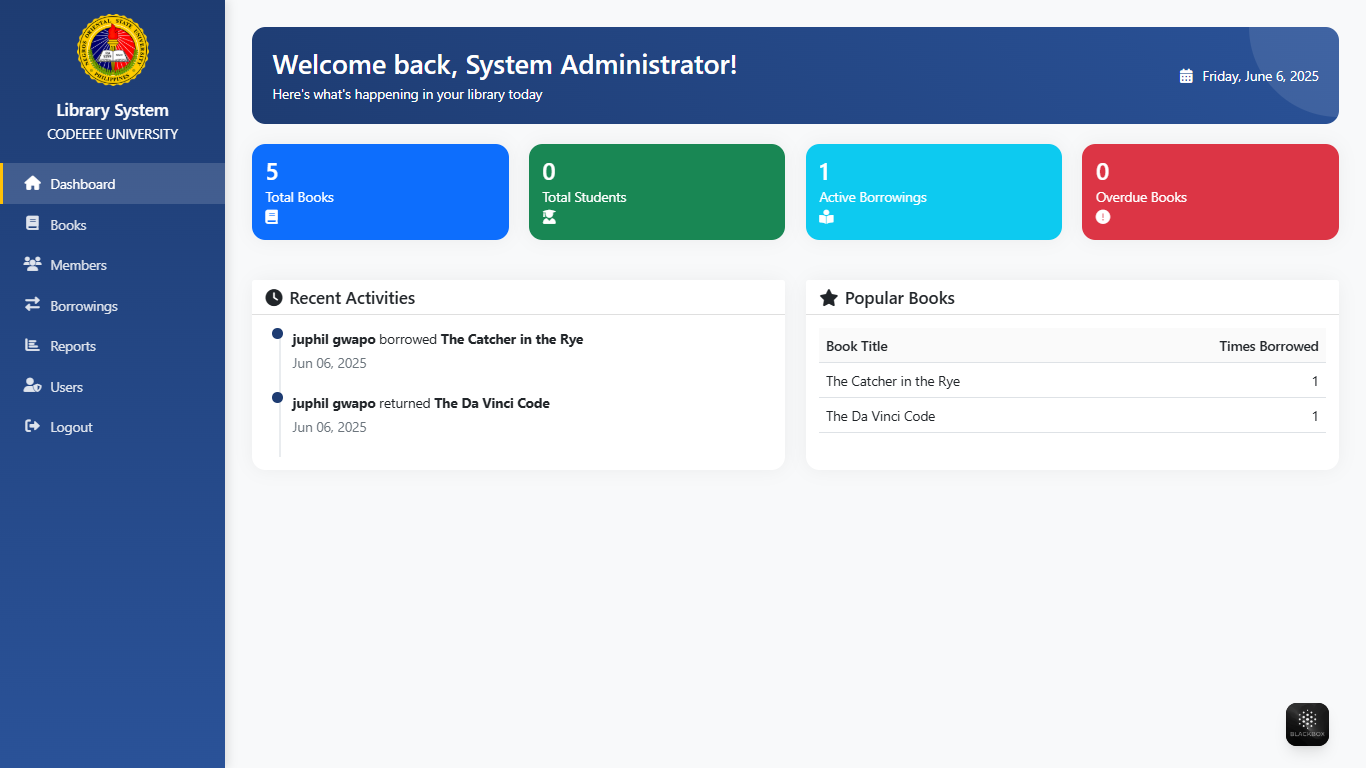 NEGROS ORIENTAL STATE UNIVERSITY
PHILIPPINES
Library System
CODEEEE UNIVERSITY
Dashboard
Books
Members
Borrowings
Reports
Users
Logout
Welcome back, System Administrator!
Here's what's happening in your library today
Friday, June 6, 2025
5
Total Books
0
Total Students
1
Active Borrowings
0
Overdue Books
Recent Activities
juphil gwapo borrowed The Catcher in the Rye
Jun 06, 2025
juphil gwapo returned The Da Vinci Code
Jun 06, 2025
Popular Books
Book Title Times Borrowed
The Catcher in the Rye 1
The Da Vinci Code 1
BLACKBOX